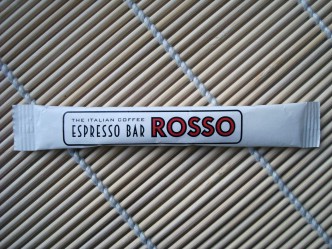 THE ITALIAN COFFEE
ESPRESSO BAR ROSSO